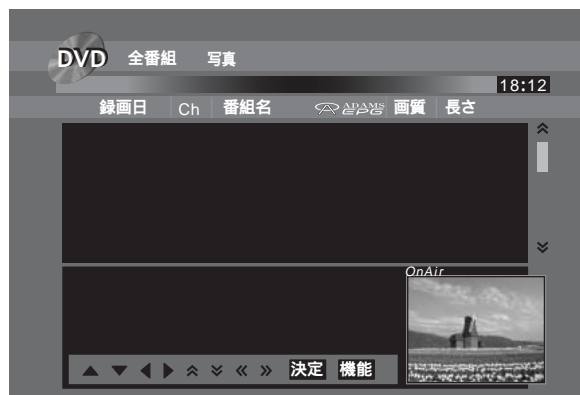 DVD 全番組 写真
18:12
録画日 Ch 番組名 ADAMS EPG 画質 長さ
OnAir
決定 機能